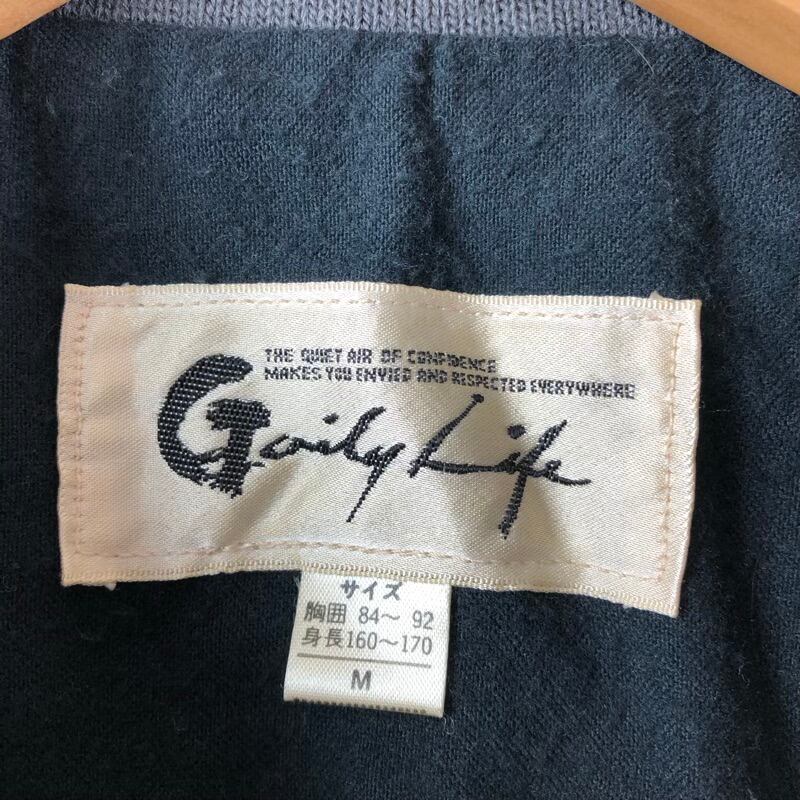 THE QUIET AIR OF CONFIDENCE
MAKES YOU ENVIED AND RESPECTED EVERYWHERE
Gaily Life
サイズ
胸囲 84～ 92
身長160～170
M